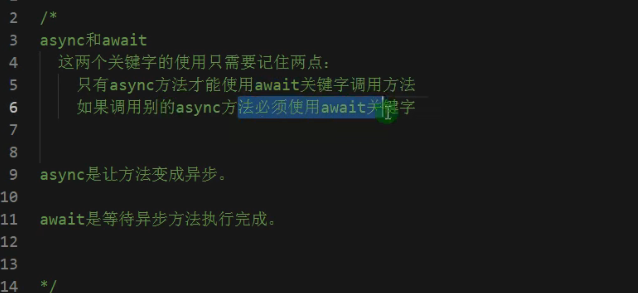 2 /*
3 async和await
4 这两个关键字的使用只需要记住两点：
5 只有async方法才能使用await关键字调用方法
6 如果调用别的async方法必须使用await关键字
7
8
9 async是让方法变成异步。
10
11 await是等待异步方法执行完成。
12
13
14 */